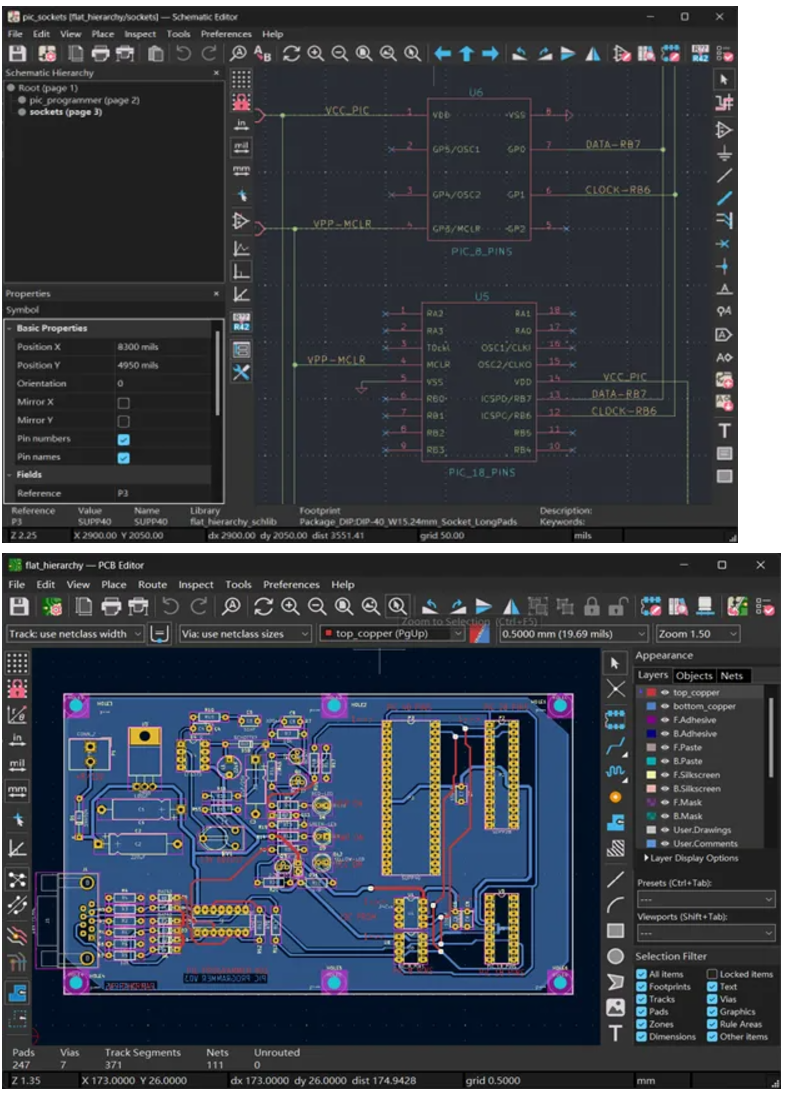 pic_sockets [flat_hierarchy/sockets] — Schematic Editor
File Edit View Place Inspect Tools Preferences Help
Schematic Hierarchy
Root (page 1)
pic_programmer (page 2)
sockets (page 3)
in
mil
mm
R42
Properties
Symbol
Basic Properties
Position X 8300 mils
Position Y 4950 mils
Orientation 0
Mirror X
Mirror Y
Pin numbers
Pin names
Fields
Reference P3
U6
VCC_PIC 1 VDD VSS 8
2 GP5/OSC1 GP0 7 DATA-RB7
3 GP4/OSC2 GP1 6 CLOCK-RB6
VPP-MCLR 4 GP3/MCLR GP2 5
PIC_8_PINS
U5
1 RA2 RA1 18
2 RA3 RA0 17
3 T0ckl OSC1/CLKI 16
VPP-MCLR 4 MCLR OSC2/CLKO 15
5 VSS VDD 14 VCC_PIC
6 RB0 ICSPD/RB7 13 DATA-RB7
7 RB1 ICSPC/RB6 12 CLOCK-RB6
8 RB2 RB5 11
9 RB3 RB4 10
PIC_18_PINS
Reference Value Name Library Footprint Description:
P3 SUPP40 SUPP40 flat_hierarchy_schlib Package_DIP:DIP-40_W15.24mm_Socket_LongPads Keywords:
Z 2.25 X 2900.00 Y 2050.00 dx 2900.00 dy 2050.00 dist 3551.41 grid 50.00 mils
flat_hierarchy — PCB Editor
File Edit View Place Route Inspect Tools Preferences Help
Zoom to Selection (Ctrl+F5)
Track: use netclass width Via: use netclass sizes top_copper (PgUp) 0.5000 mm (19.69 mils) Zoom 1.50
in
mil
mm
Appearance
Layers Objects Nets
top_copper
bottom_copper
F.Adhesive
B.Adhesive
F.Paste
B.Paste
F.Silkscreen
B.Silkscreen
F.Mask
B.Mask
User.Drawings
User.Comments
Layer Display Options
Presets (Ctrl+Tab):
---
Viewports (Shift+Tab):
---
Selection Filter
All items Locked items
Footprints Text
Tracks Vias
Pads Graphics
Zones Rule Areas
Dimensions Other items
Pads Vias Track Segments Nets Unrouted
247 7 371 111 0
Z 1.35 X 173.0000 Y 26.0000 dx 173.0000 dy 26.0000 dist 174.9428 grid 0.5000 mm